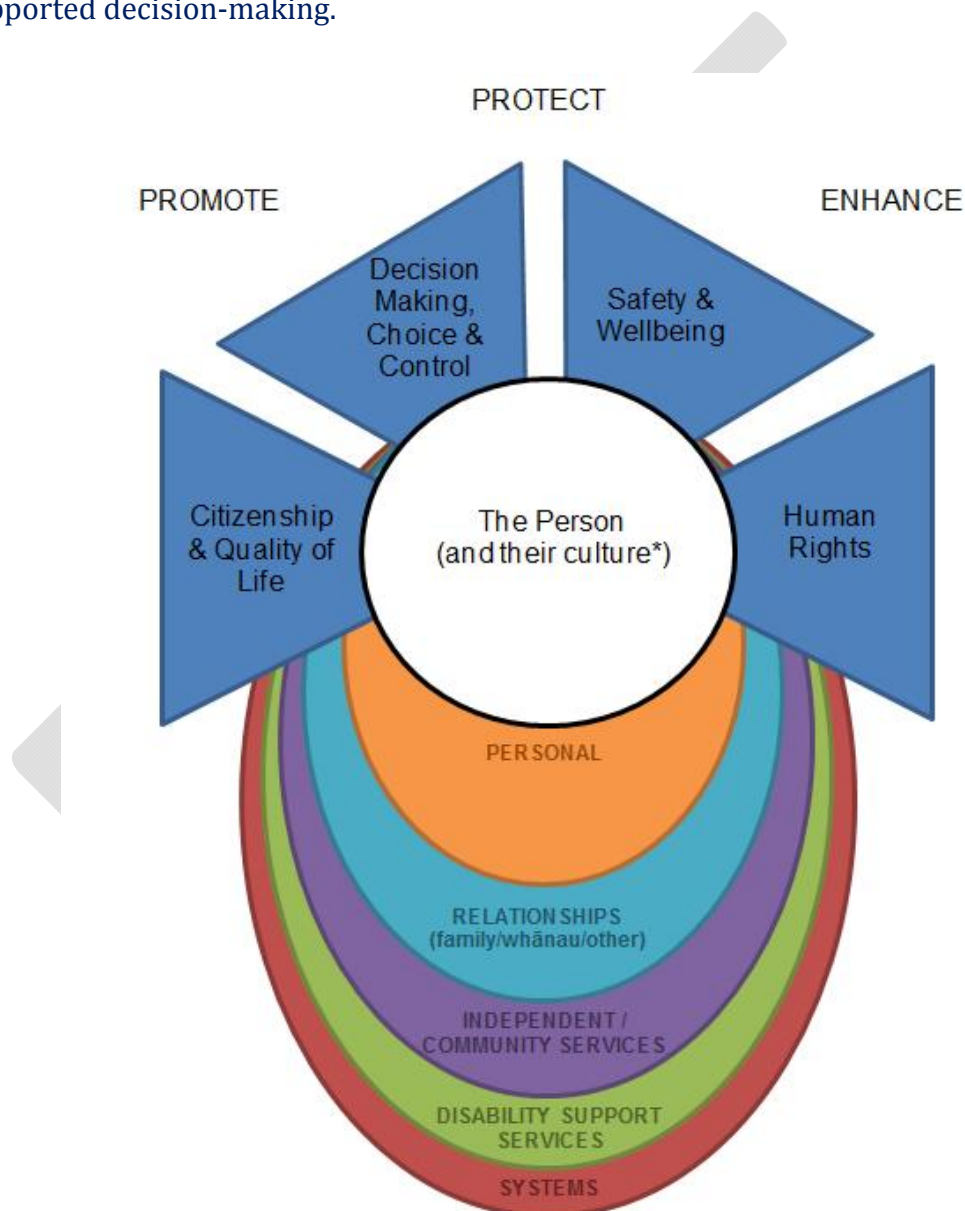 ported decision-making.
PROTECT
PROMOTE
ENHANCE
Decision
Making,
Choice &
Control
Safety &
Wellbeing
Citizenship
& Quality of
Life
The Person
(and their culture*)
Human
Rights
PERSONAL
RELATIONSHIPS
(family/whānau/other)
INDEPENDENT /
COMMUNITY SERVICES
DISABILITY SUPPORT
SERVICES
SYSTEMS